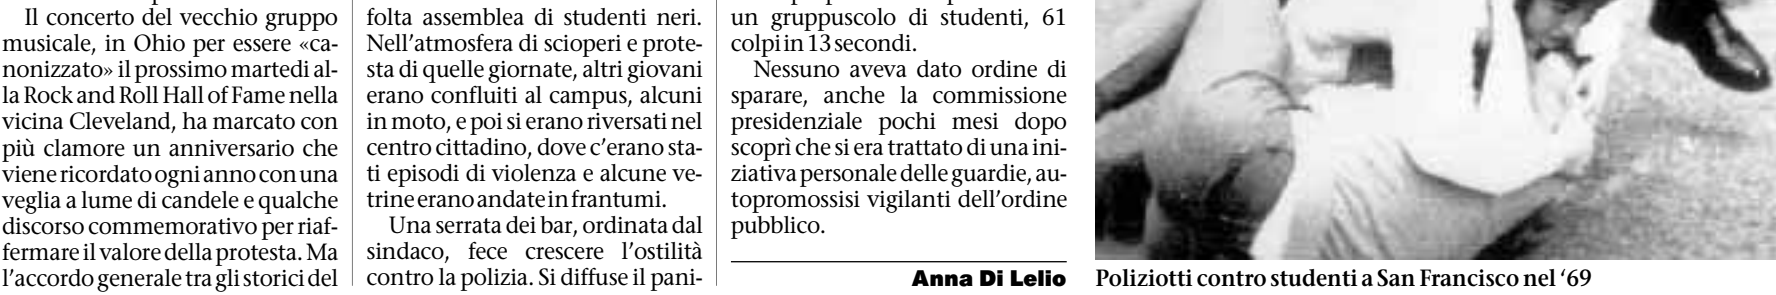 Il concerto del vecchio gruppo
musicale, in Ohio per essere «ca-
nonizzato» il prossimo martedì al-
la Rock and Roll Hall of Fame nella
vicina Cleveland, ha marcato con
più clamore un anniversario che
viene ricordato ogni anno con una
veglia a lume di candele e qualche
discorso commemorativo per riaf-
fermare il valore della protesta. Ma
l'accordo generale tra gli storici del
folta assemblea di studenti neri.
Nell'atmosfera di scioperi e prote-
sta di quelle giornate, altri giovani
erano confluiti al campus, alcuni
in moto, e poi si erano riversati nel
centro cittadino, dove c'erano sta-
ti episodi di violenza e alcune ve-
trine erano andate in frantumi.
Una serrata dei bar, ordinata dal
sindaco, fece crescere l'ostilità
contro la polizia. Si diffuse il pani-
un gruppuscolo di studenti, 61
colpi in 13 secondi.
Nessuno aveva dato ordine di
sparare, anche la commissione
presidenziale pochi mesi dopo
scoprì che si era trattato di una ini-
ziativa personale delle guardie, au-
topromossisi vigilanti dell'ordine
pubblico.
Anna Di Lelio
Poliziotti contro studenti a San Francisco nel '69